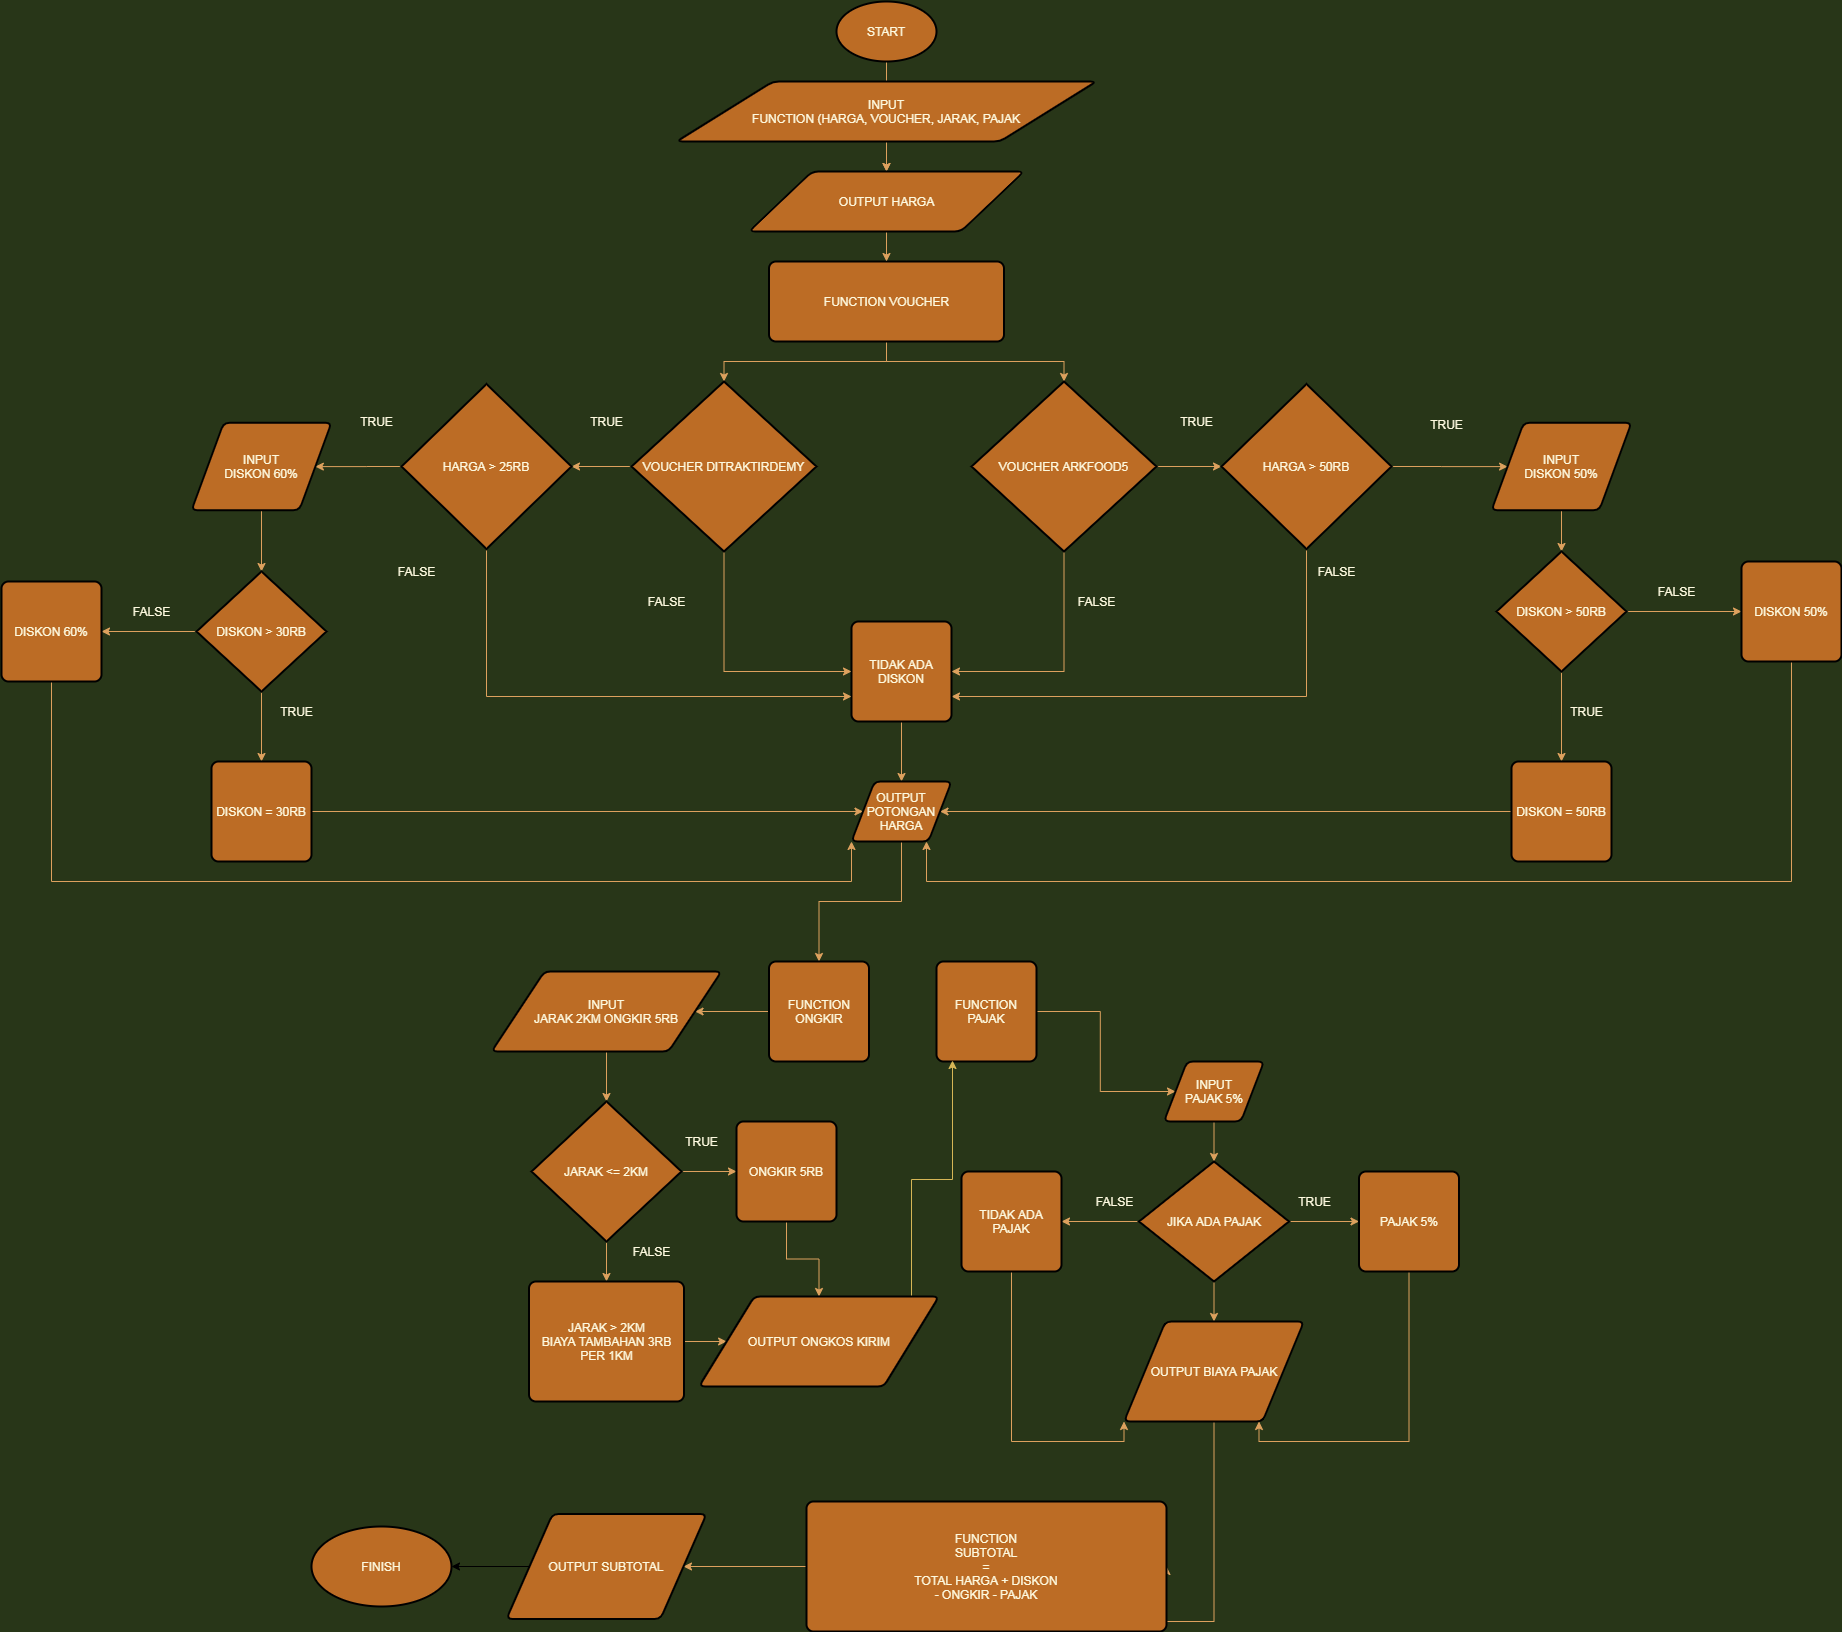 START
INPUT
FUNCTION (HARGA, VOUCHER, JARAK, PAJAK
OUTPUT HARGA
FUNCTION VOUCHER
TRUE
TRUE
TRUE
TRUE
INPUT
DISKON 60%
HARGA > 25RB
VOUCHER DITRAKTIRDEMY
VOUCHER ARKFOOD5
HARGA > 50RB
INPUT
DISKON 50%
FALSE
FALSE
FALSE
FALSE
DISKON 60%
FALSE
DISKON > 30RB
DISKON > 50RB
FALSE
DISKON 50%
TIDAK ADA
DISKON
TRUE
TRUE
DISKON = 30RB
OUTPUT
POTONGAN
HARGA
DISKON = 50RB
INPUT
JARAK 2KM ONGKIR 5RB
FUNCTION
ONGKIR
FUNCTION
PAJAK
INPUT
PAJAK 5%
JARAK <= 2KM
TRUE
ONGKIR 5RB
FALSE
JARAK > 2KM
BIAYA TAMBAHAN 3RB
PER 1KM
OUTPUT ONGKOS KIRIM
TIDAK ADA
PAJAK
FALSE
JIKA ADA PAJAK
TRUE
PAJAK 5%
OUTPUT BIAYA PAJAK
FUNCTION
SUBTOTAL
=
TOTAL HARGA + DISKON
- ONGKIR - PAJAK
OUTPUT SUBTOTAL
FINISH